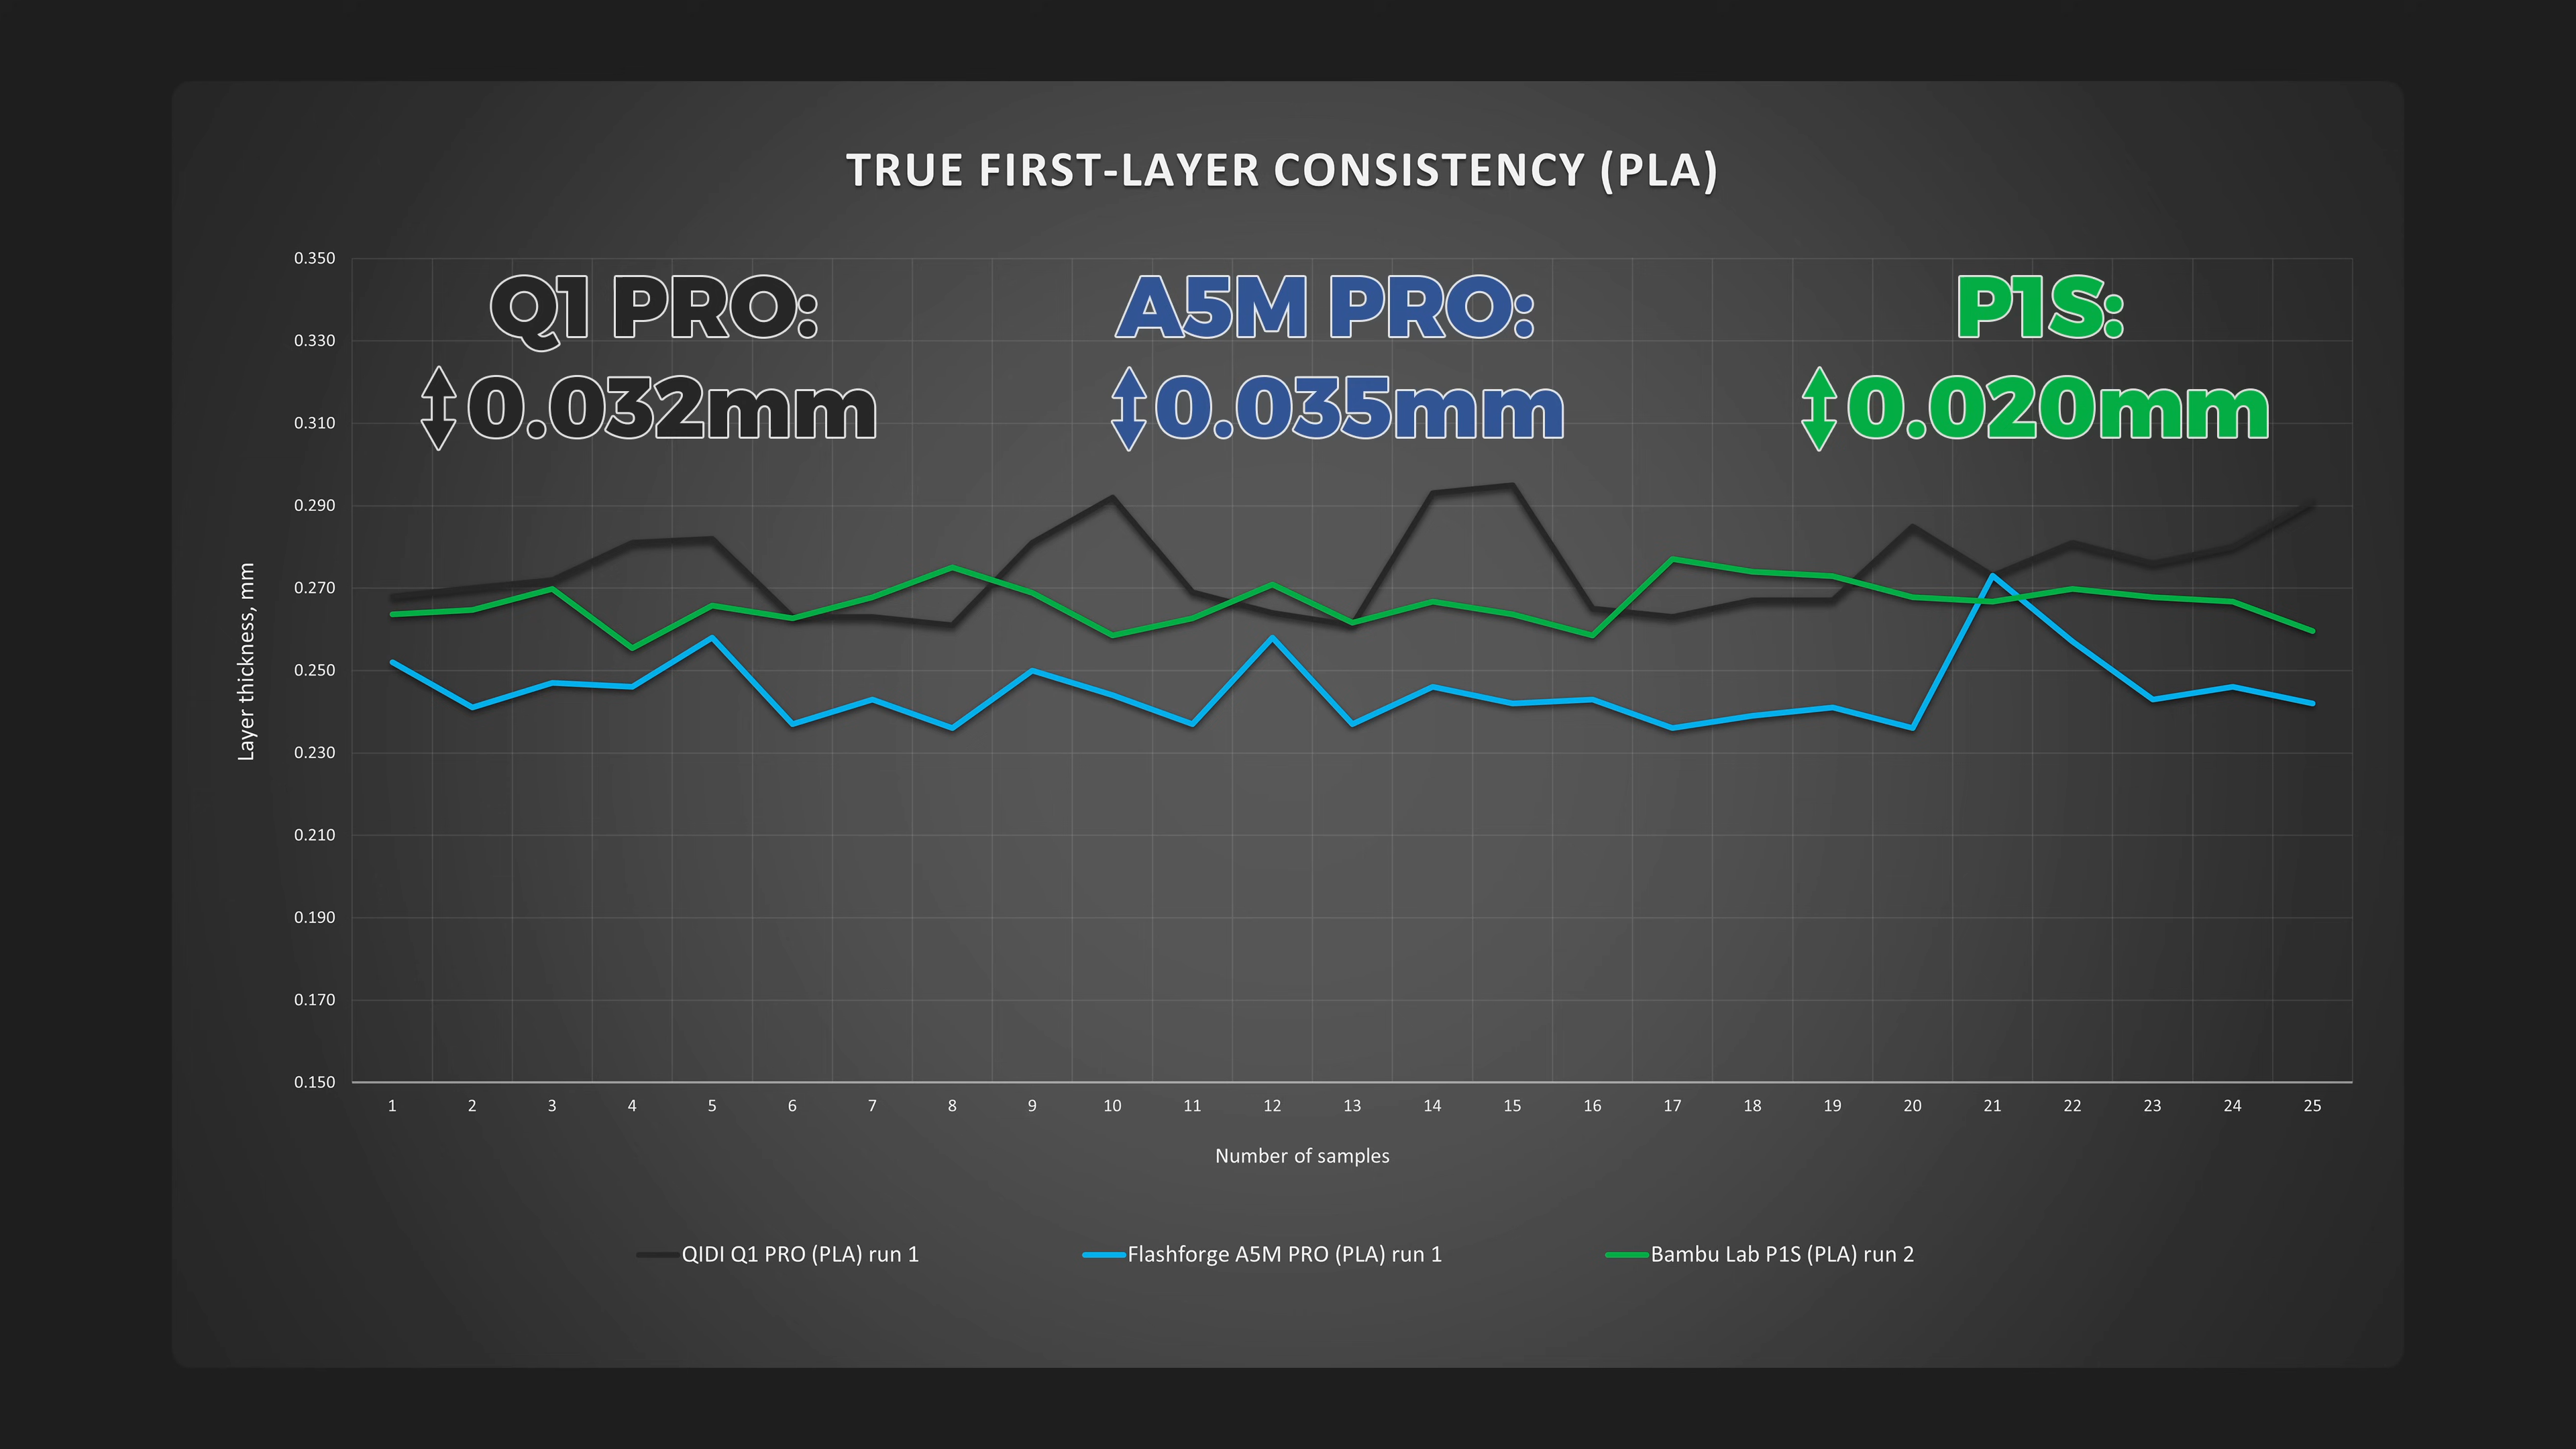 TRUE FIRST-LAYER CONSISTENCY (PLA)
Q1 PRO:
0.032mm
A5M PRO:
0.035mm
P1S:
0.020mm
Layer thickness, mm
0.350
0.330
0.310
0.290
0.270
0.250
0.230
0.210
0.190
0.170
0.150
1 2 3 4 5 6 7 8 9 10 11 12 13 14 15 16 17 18 19 20 21 22 23 24 25
Number of samples
QIDI Q1 PRO (PLA) run 1
Flashforge A5M PRO (PLA) run 1
Bambu Lab P1S (PLA) run 2